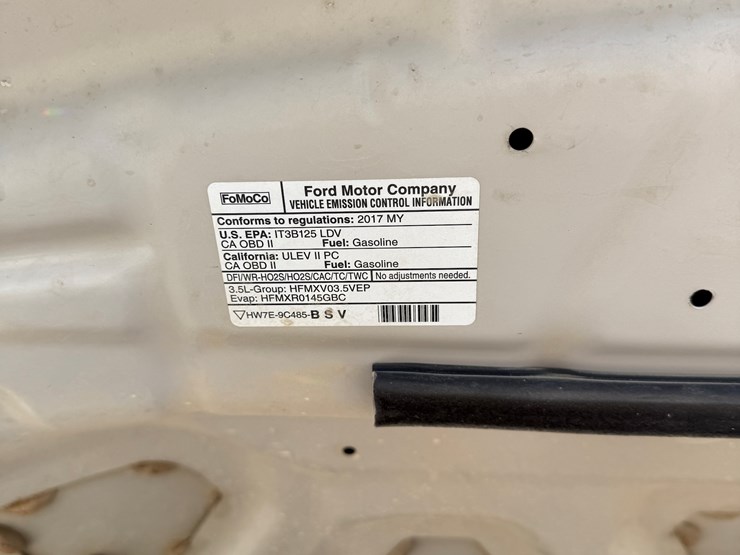 FoMoCo
Ford Motor Company
VEHICLE EMISSION CONTROL INFORMATION
Conforms to regulations: 2017 MY
U.S. EPA: IT3B125 LDV
CA OBD II Fuel: Gasoline
California: ULEV II PC
CA OBD II Fuel: Gasoline
DFI/WR-HO2S/HO2S/CAC/TC/TWC No adjustments needed.
3.5L-Group: HFMXV03.5VEP
Evap: HFMXR0145GBC
▽HW7E-9C485-B S V